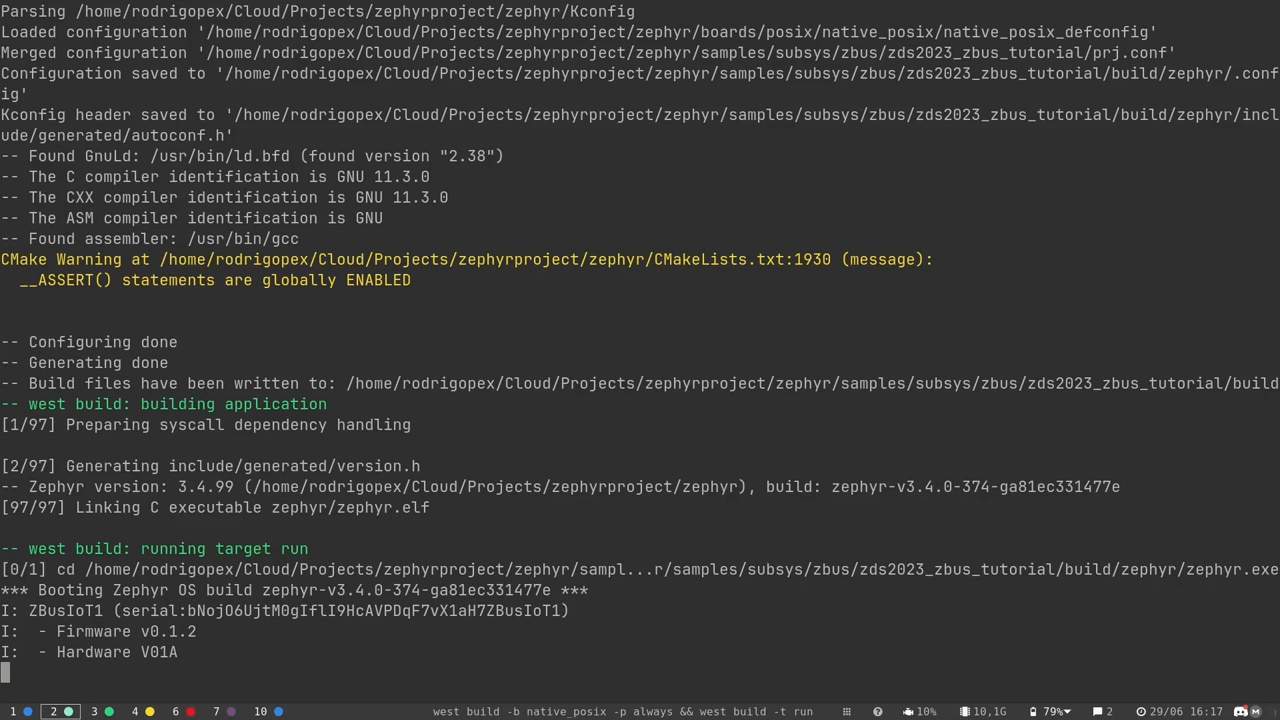 Parsing /home/rodrigopex/Cloud/Projects/zephyrproject/zephyr/Kconfig
Loaded configuration '/home/rodrigopex/Cloud/Projects/zephyrproject/zephyr/boards/posix/native_posix/native_posix_defconfig'
Merged configuration '/home/rodrigopex/Cloud/Projects/zephyrproject/zephyr/samples/subsys/zbus/zds2023_zbus_tutorial/prj.conf'
Configuration saved to '/home/rodrigopex/Cloud/Projects/zephyrproject/zephyr/samples/subsys/zbus/zds2023_zbus_tutorial/build/zephyr/.conf
ig'
Kconfig header saved to '/home/rodrigopex/Cloud/Projects/zephyrproject/zephyr/samples/subsys/zbus/zds2023_zbus_tutorial/build/zephyr/incl
ude/generated/autoconf.h'
-- Found GnuLd: /usr/bin/ld.bfd (found version "2.38")
-- The C compiler identification is GNU 11.3.0
-- The CXX compiler identification is GNU 11.3.0
-- The ASM compiler identification is GNU
-- Found assembler: /usr/bin/gcc
CMake Warning at /home/rodrigopex/Cloud/Projects/zephyrproject/zephyr/CMakeLists.txt:1930 (message):
__ASSERT() statements are globally ENABLED
-- Configuring done
-- Generating done
-- Build files have been written to: /home/rodrigopex/Cloud/Projects/zephyrproject/zephyr/samples/subsys/zbus/zds2023_zbus_tutorial/build
-- west build: building application
[1/97] Preparing syscall dependency handling
[2/97] Generating include/generated/version.h
-- Zephyr version: 3.4.99 (/home/rodrigopex/Cloud/Projects/zephyrproject/zephyr), build: zephyr-v3.4.0-374-ga81ec331477e
[97/97] Linking C executable zephyr/zephyr.elf
-- west build: running target run
[0/1] cd /home/rodrigopex/Cloud/Projects/zephyrproject/zephyr/sampl...r/samples/subsys/zbus/zds2023_zbus_tutorial/build/zephyr/zephyr.exe
*** Booting Zephyr OS build zephyr-v3.4.0-374-ga81ec331477e ***
I: ZBusIoT1 (serial:bNojO6UjtM0gIflI9HcAVPDqF7vX1aH7ZBusIoT1)
I:  - Firmware v0.1.2
I:  - Hardware V01A
1 2 3 4 6 7 10 west build -b native_posix -p always && west build -t run 10% 10,1G 79% 2 29/06 16:17